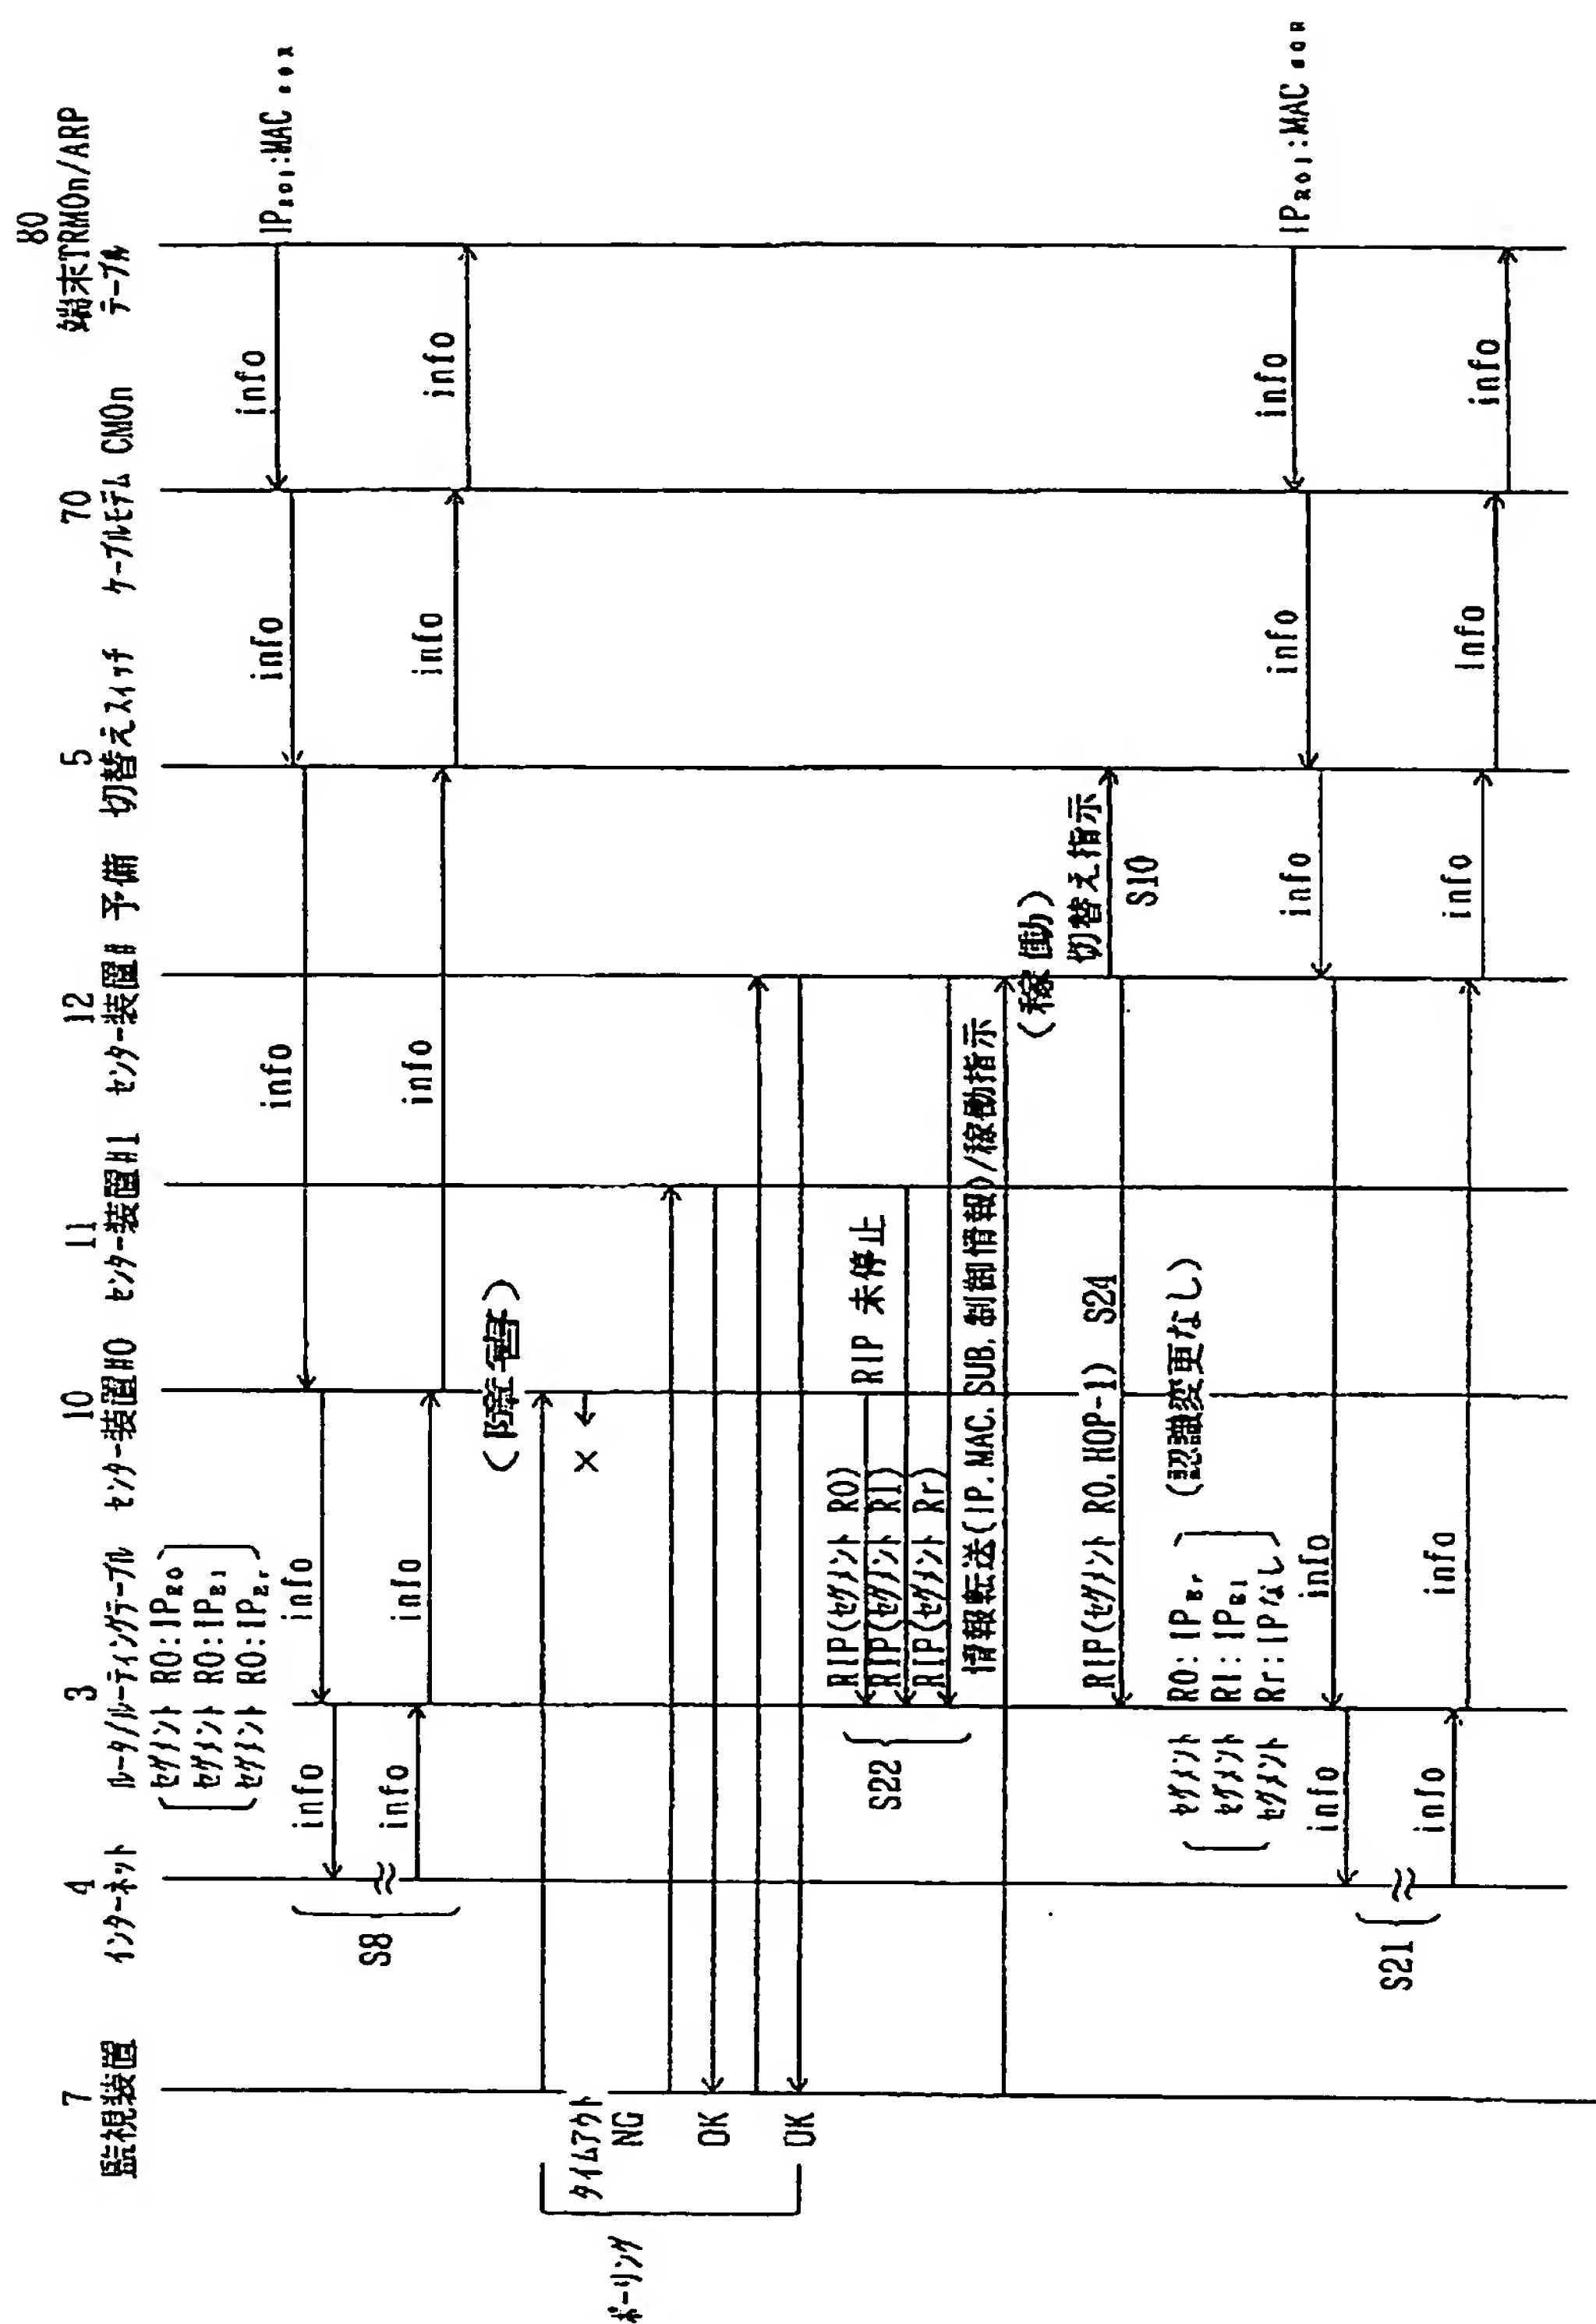 7
監視装置
4
インターネット
3
ルータ/ルーティングテーブル
10
センター装置#0
11
センター装置#1
12
センター装置# 予備
5
切替えスイッチ
70
ケーブルモデム CM0n
80
端末TRM0n/ARP
テーブル
セグメント R0:IP
セグメント R0:IP
セグメント R0:IP
IP:MAC
info
info
info
info
info
info
info
info
info
info
S8
(障害)
×
ポーリング
タイムアウト
NG
OK
OK
RIP 未停止
RIP(セグメント R0)
RIP(セグメント R1)
RIP(セグメント Rr)
S22
情報転送(IP.MAC.SUB.制御情報)/稼働指示
(稼働)
切替え指示
S10
RIP(セグメント R0.HOP-1) S24
セグメント R0:IP
セグメント R1:IP
セグメント Rr:IPなし
(認識変更なし)
IP:MAC
info
info
info
info
info
info
info
info
info
info
S21